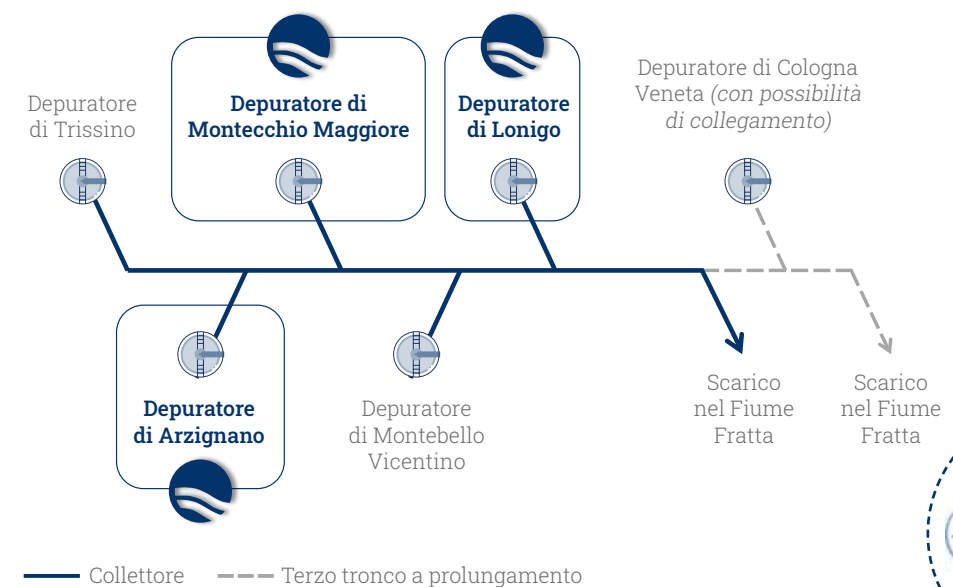 Depuratore
di Trissino
Depuratore di
Montecchio Maggiore
Depuratore
di Lonigo
Depuratore di Cologna
Veneta (con possibilità
di collegamento)
Depuratore
di Arzignano
Depuratore
di Montebello
Vicentino
Scarico
nel Fiume
Fratta
Scarico
nel Fiume
Fratta
Collettore
Terzo tronco a prolungamento